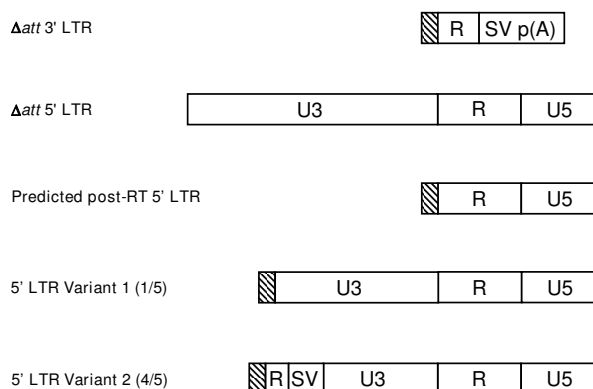 Δatt 3' LTR R SV p(A)
Δatt 5' LTR U3 R U5
Predicted post-RT 5' LTR R U5
5' LTR Variant 1 (1/5) U3 R U5
5' LTR Variant 2 (4/5) R SV U3 R U5